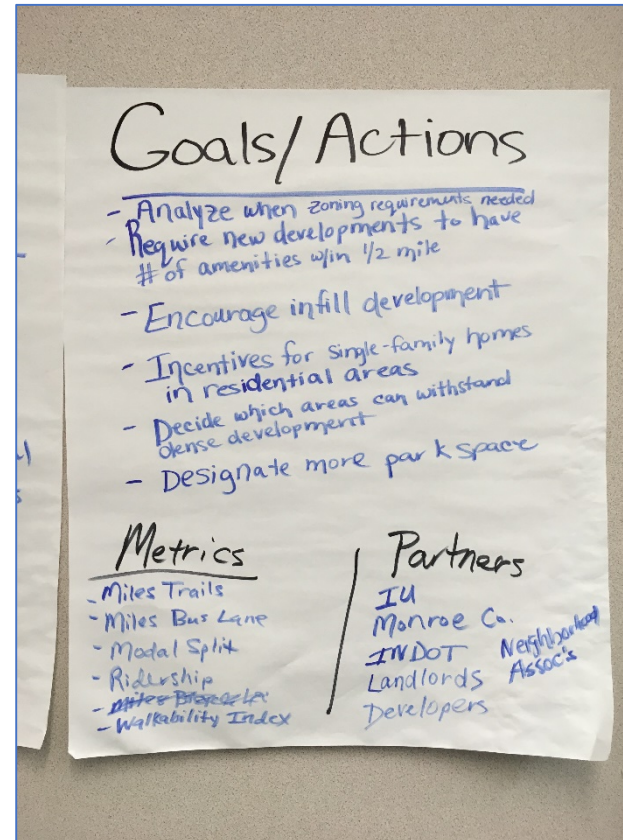 Goals/Actions
- Analyze when zoning requirements needed
- Require new developments to have
# of amenities w/in 1/2 mile
- Encourage infill development
- Incentives for single-family homes
in residential areas
- Decide which areas can withstand
dense development
- Designate more park space
Metrics
- Miles Trails
- Miles Bus Lane
- Modal Split
- Ridership
- Walkability Index
Partners
IU
Monroe Co.
INDOT
Landlords
Developers
Neighborhood
Assoc's